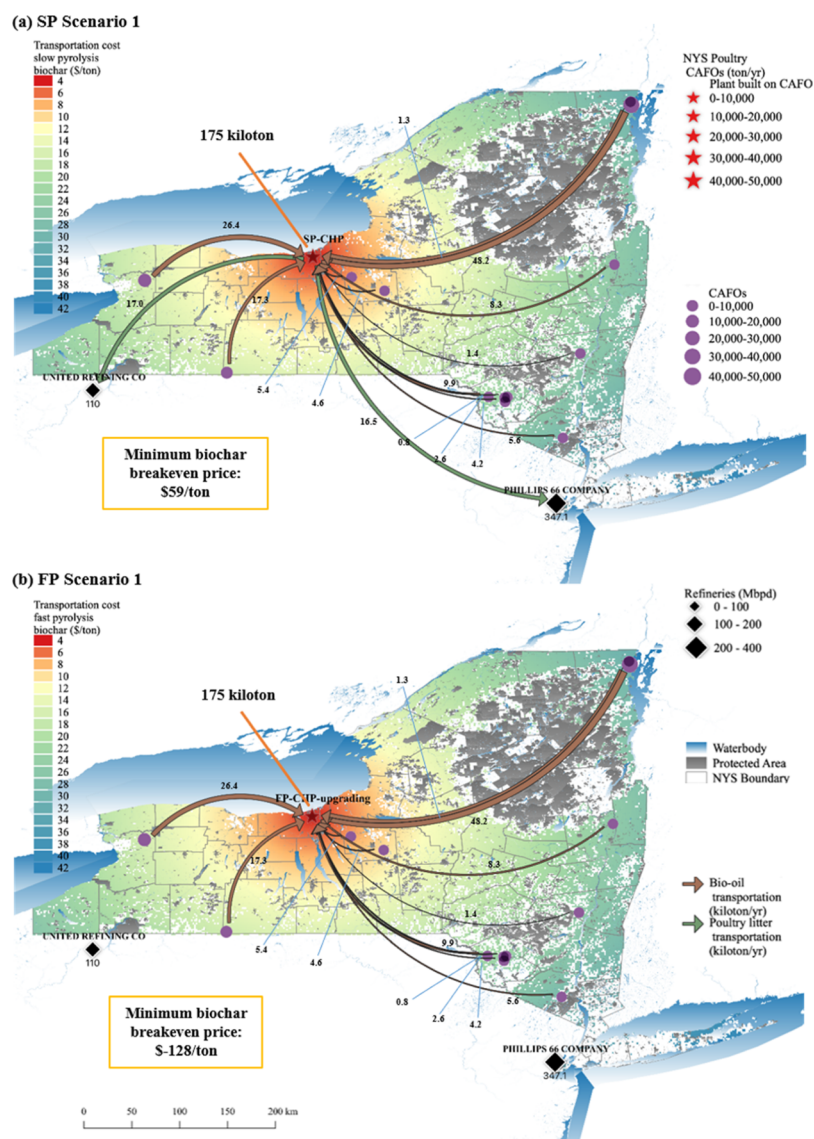 (a) SP Scenario 1
Transportation cost
slow pyrolysis
biochar ($/ton)
4
6
8
10
12
14
16
18
20
22
24
26
28
30
32
34
36
38
40
42
175 kiloton
1.3
26.4
SP-CHP
48.2
17.0
17.3
8.3
1.4
5.4
4.6
9.9
16.5
0.8
2.6
4.2
5.6
UNITED REFINING CO
110
PHILLIPS 66 COMPANY
347.1
Minimum biochar
breakeven price:
$59/ton
NYS Poultry
CAFOs (ton/yr)
Plant built on CAFO
0-10,000
10,000-20,000
20,000-30,000
30,000-40,000
40,000-50,000
CAFOs
0-10,000
10,000-20,000
20,000-30,000
30,000-40,000
40,000-50,000
(b) FP Scenario 1
Transportation cost
fast pyrolysis
biochar ($/ton)
4
6
8
10
12
14
16
18
20
22
24
26
28
30
32
34
36
38
40
42
175 kiloton
1.3
26.4
FP-CHP-upgrading
48.2
17.3
8.3
1.4
5.4
4.6
9.9
0.8
2.6
4.2
5.6
UNITED REFINING CO
110
PHILLIPS 66 COMPANY
347.1
Minimum biochar
breakeven price:
$-128/ton
Refineries (Mbpd)
0 - 100
100 - 200
200 - 400
Waterbody
Protected Area
NYS Boundary
Bio-oil
transportation
(kiloton/yr)
Poultry litter
transportation
(kiloton/yr)
0 50 100 150 200 km